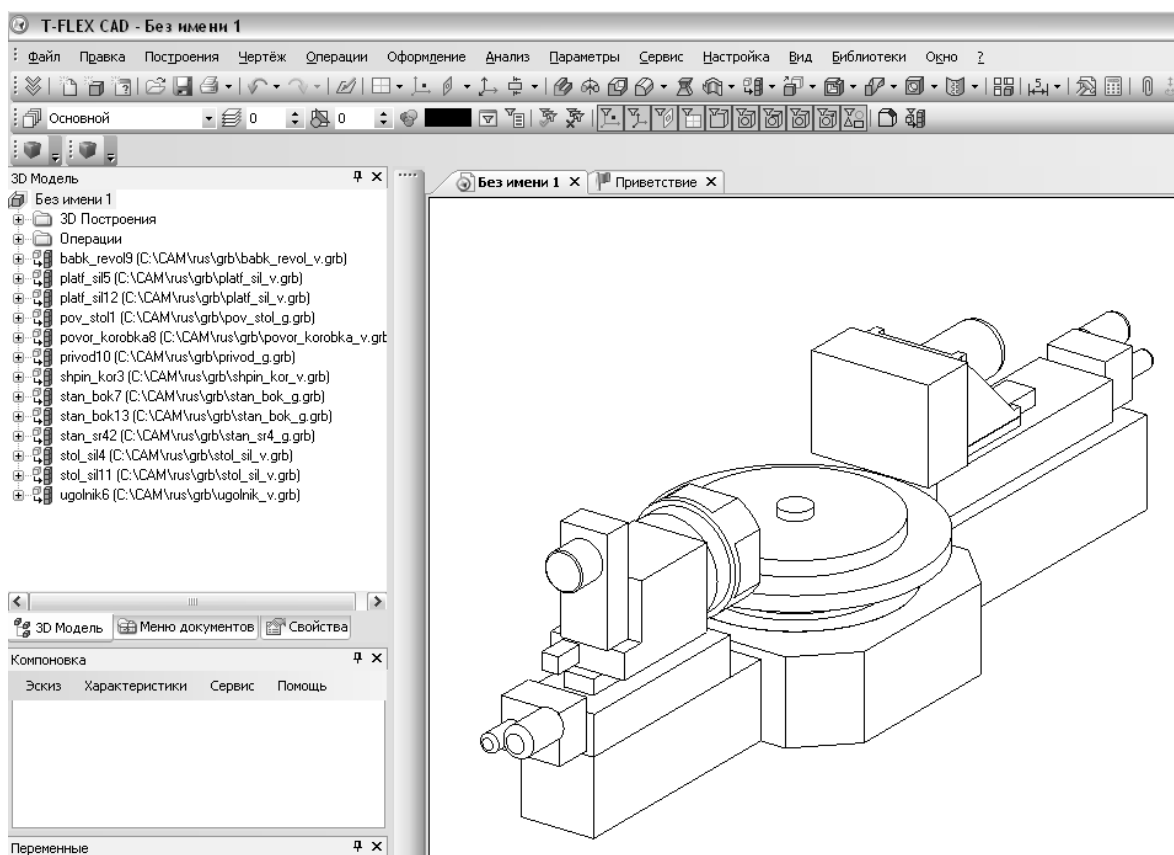 T-FLEX CAD - Без имени 1
Файл Правка Построения Чертёж Операции Оформление Анализ Параметры Сервис Настройка Вид Библиотеки Окно ?
Основной 0 0
3D Модель
Без имени 1 Приветствие
Без имени 1
3D Построения
Операции
babk_revol9 (C:\CAM\rus\grb\babk_revol_v.grb)
platf_sil5 (C:\CAM\rus\grb\platf_sil_v.grb)
platf_sil12 (C:\CAM\rus\grb\platf_sil_v.grb)
pov_stol1 (C:\CAM\rus\grb\pov_stol_g.grb)
povor_korobka8 (C:\CAM\rus\grb\povor_korobka_v.grb
privod10 (C:\CAM\rus\grb\privod_g.grb)
shpin_kor3 (C:\CAM\rus\grb\shpin_kor_v.grb)
stan_bok7 (C:\CAM\rus\grb\stan_bok_g.grb)
stan_bok13 (C:\CAM\rus\grb\stan_bok_g.grb)
stan_sr42 (C:\CAM\rus\grb\stan_sr4_g.grb)
stol_sil4 (C:\CAM\rus\grb\stol_sil_v.grb)
stol_sil11 (C:\CAM\rus\grb\stol_sil_v.grb)
ugolnik6 (C:\CAM\rus\grb\ugolnik_v.grb)
3D Модель Меню документов Свойства
Компоновка
Эскиз Характеристики Сервис Помощь
Переменные